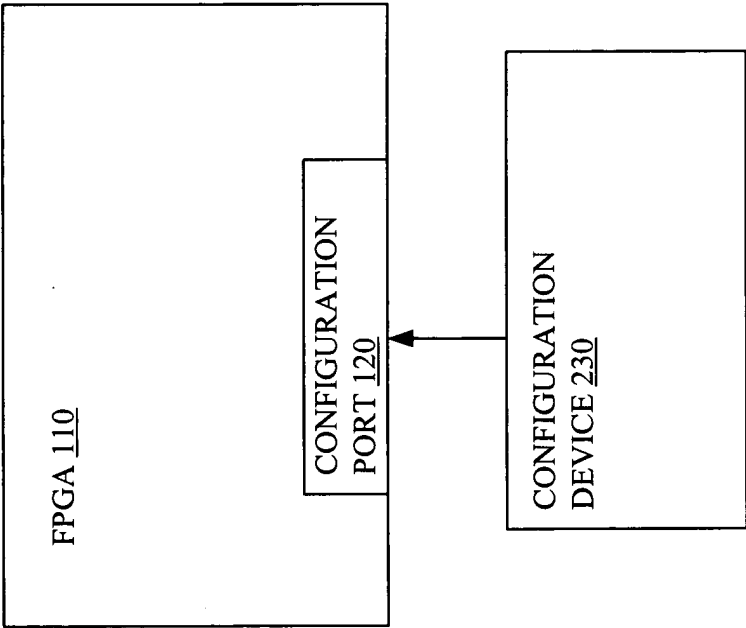 FPGA 110
CONFIGURATION
PORT 120
CONFIGURATION
DEVICE 230